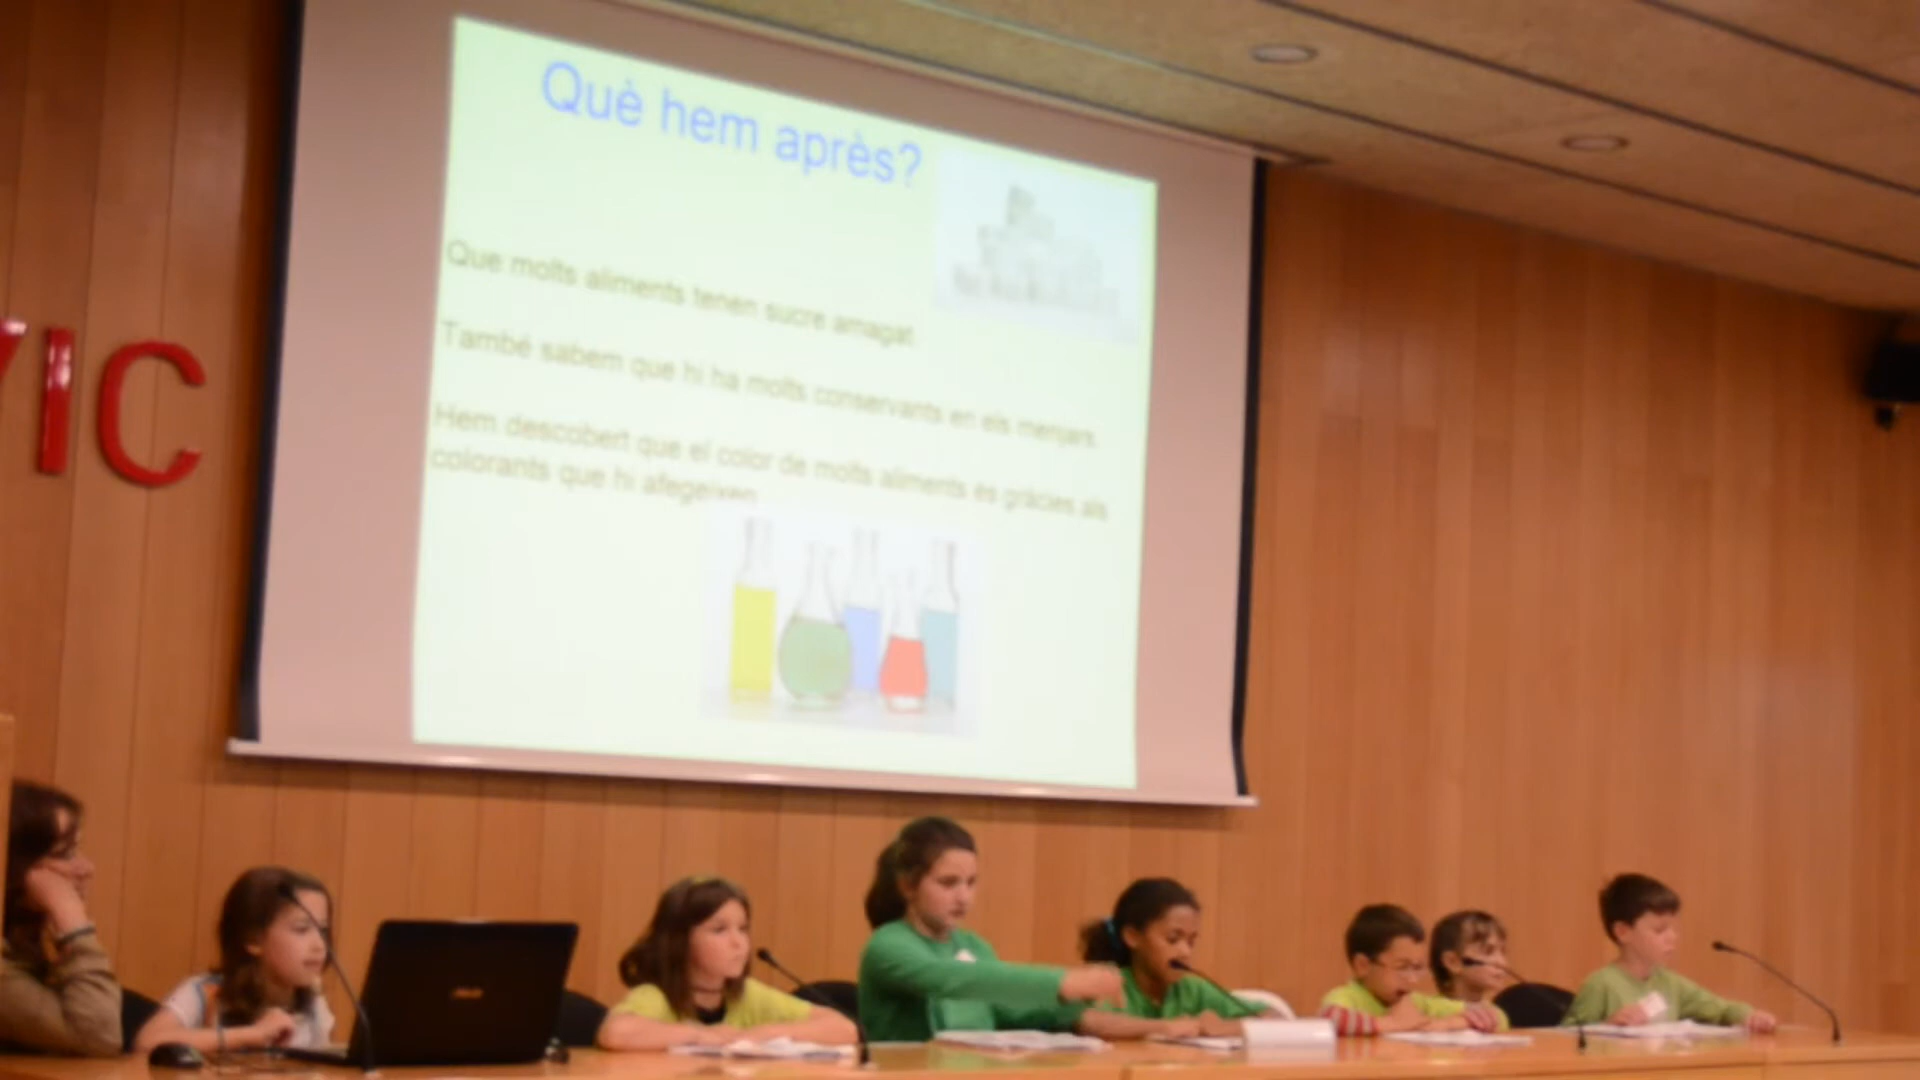 Què hem après?
Que molts aliments tenen sucre amagat.
També sabem que hi ha molts conservants en els menjars.
Hem descobert que el color de molts aliments és gràcies als
colorants que hi afegeixen
VIC